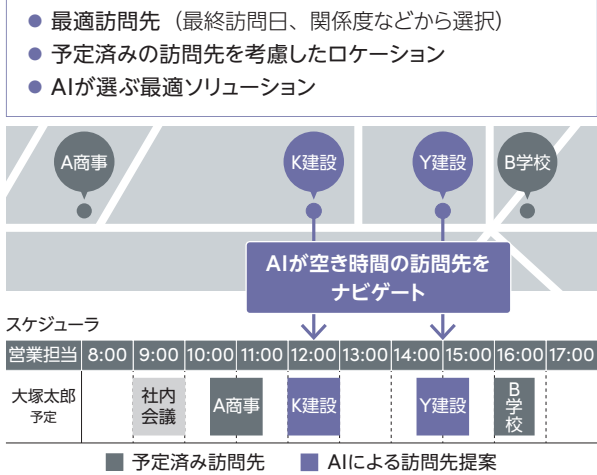 ● 最適訪問先（最終訪問日、関係度などから選択）
● 予定済みの訪問先を考慮したロケーション
● AIが選ぶ最適ソリューション
A商事 K建設 Y建設 B学校
AIが空き時間の訪問先を
ナビゲート
スケジューラ
営業担当 8:00 9:00 10:00 11:00 12:00 13:00 14:00 15:00 16:00 17:00
大塚太郎
予定
社内
会議
A商事 K建設 Y建設
B
学
校
予定済み訪問先 AIによる訪問先提案